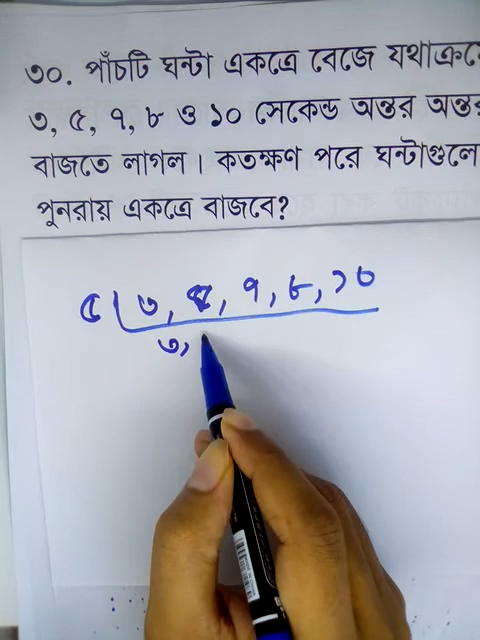 ৩০. পাঁচটি ঘন্টা একত্রে বেজে যথাক্রমে
৩, ৫, ৭, ৮ ও ১০ সেকেন্ড অন্তর অন্তর
বাজতে লাগল। কতক্ষণ পরে ঘন্টাগুলো
পুনরায় একত্রে বাজবে?
৫ ৩, ৫, ৭, ৮, ১০
৩,